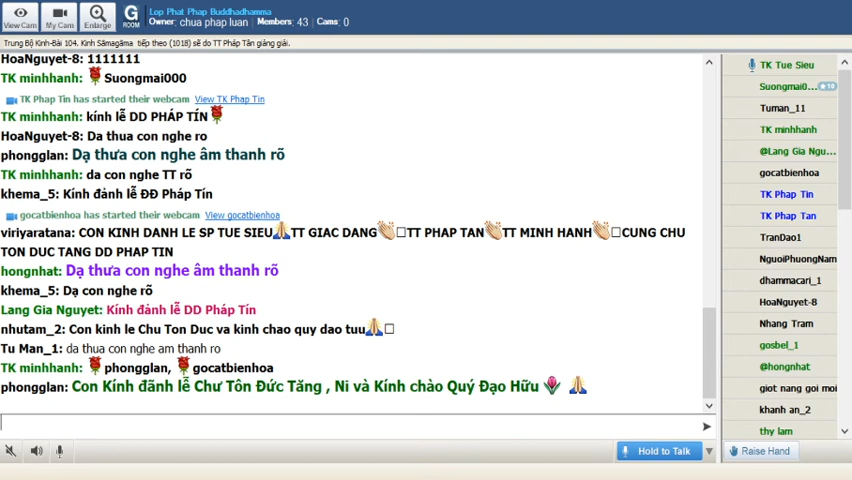 View Cam
My Cam
Enlarge
G
ROOM
Lop Phat Phap Buddhadhamma
Owner: chua phap luan Members: 43 Cams: 0
Trung Bộ Kinh-Bài 104. Kinh Sāmagāma tiếp theo (1018) sẽ do TT Pháp Tân giảng giải.
HoaNguyet-8: 1111111
TK minhhanh: Suongmai000
TK Phap Tin has started their webcam View TK Phap Tin
TK minhhanh: kính lễ DD PHÁP TÍN
HoaNguyet-8: Da thua con nghe ro
phongglan: Dạ thưa con nghe âm thanh rõ
TK minhhanh: da con nghe TT rõ
khema_5: Kính đảnh lễ ĐĐ Pháp Tín
gocatbienhoa has started their webcam View gocatbienhoa
viriyaratana: CON KINH DANH LE SP TUE SIEU TT GIAC DANG TT PHAP TAN TT MINH HANH CUNG CHU
TON DUC TANG DD PHAP TIN
hongnhat: Dạ thưa con nghe âm thanh rõ
khema_5: Dạ con nghe rõ
Lang Gia Nguyet: Kính đảnh lễ DD Pháp Tín
nhutam_2: Con kinh le Chu Ton Duc va kinh chao quy dao tuu
Tu Man_1: da thua con nghe am thanh ro
TK minhhanh: phongglan, gocatbienhoa
phongglan: Con Kính đãnh lễ Chư Tôn Đức Tăng , Ni và Kính chào Quý Đạo Hữu
Hold to Talk
TK Tue Sieu
Suongmai0... +10
Tuman_11
TK minhhanh
@Lang Gia Ngu...
gocatbienhoa
TK Phap Tin
TK Phap Tan
TranDao1
NguoiPhuongNam
dhammacari_1
HoaNguyet-8
Nhang Tram
gosbel_1
@hongnhat
giot nang goi moi
khanh an_2
thy lam
Raise Hand